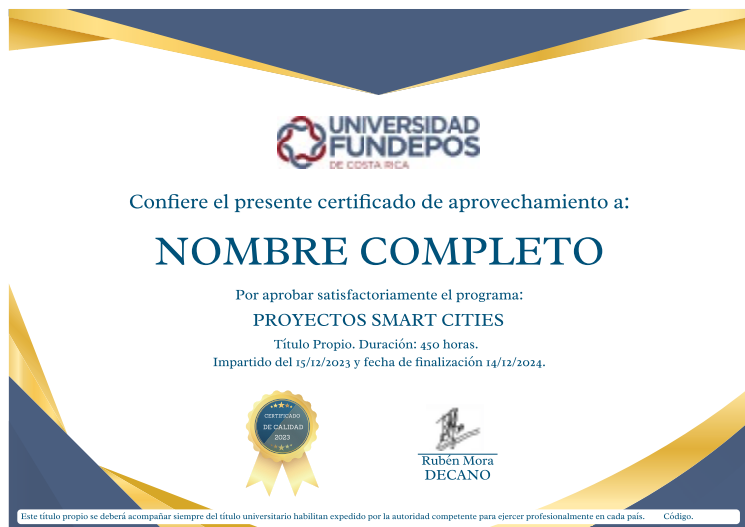 UNIVERSIDAD
FUNDEPOS
DE COSTA RICA
Confiere el presente certificado de aprovechamiento a:
NOMBRE COMPLETO
Por aprobar satisfactoriamente el programa:
PROYECTOS SMART CITIES
Título Propio. Duración: 450 horas.
Impartido del 15/12/2023 y fecha de finalización 14/12/2024.
CERTIFICADO
DE CALIDAD
2023
Rubén Mora
DECANO
Este título propio se deberá acompañar siempre del título universitario habilitan expedido por la autoridad competente para ejercer profesionalmente en cada país. Código.